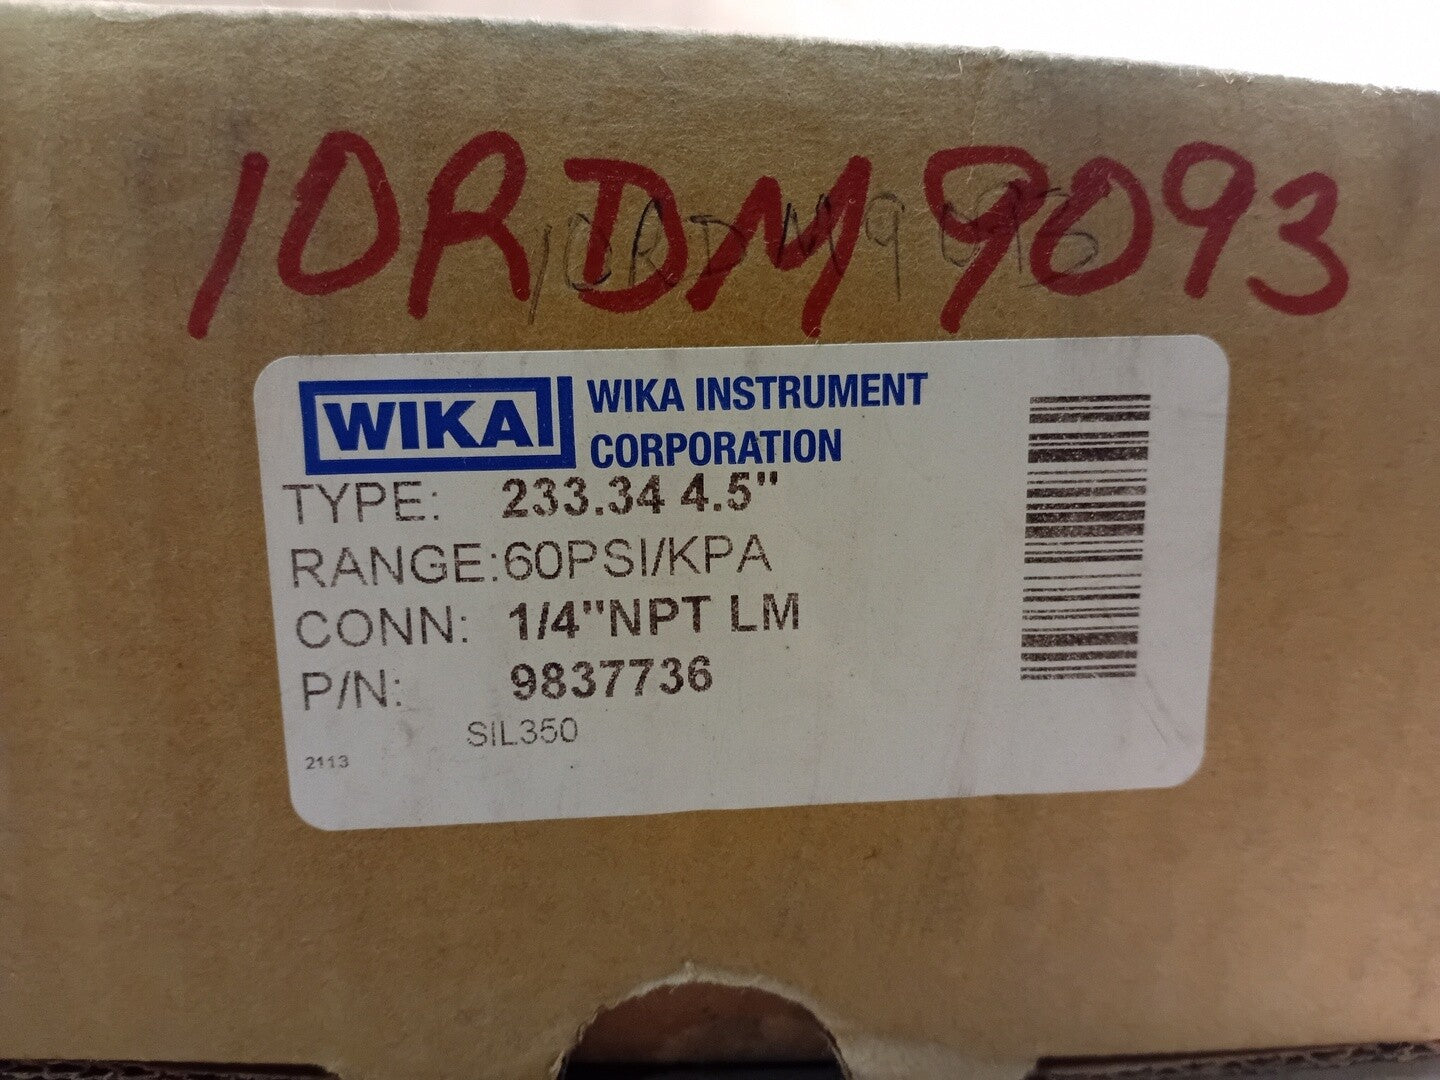 10RDM9093
10RDM9093
WIKA
WIKA INSTRUMENT
CORPORATION
TYPE: 233.34 4.5"
RANGE:60PSI/KPA
CONN: 1/4"NPT LM
P/N: 9837736
SIL350
2113